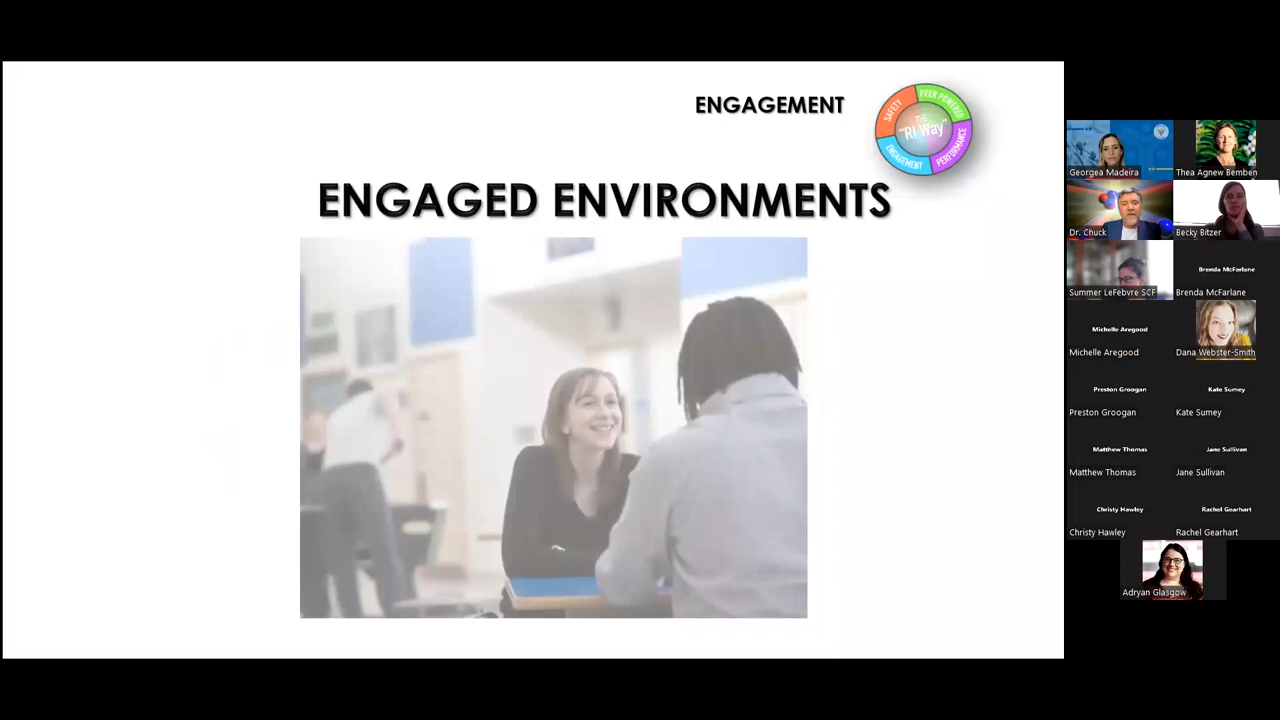 ENGAGEMENT
SAFETY
PEER POWERED
THE
"RI Way"
ENGAGEMENT
PERFORMANCE
ENGAGED ENVIRONMENTS
Georgea Madeira
Thea Agnew Bemben
Dr. Chuck
Becky Bitzer
Summer LeFebvre SCF
Brenda McFarlane
Brenda McFarlane
Michelle Aregood
Michelle Aregood
Dana Webster-Smith
Preston Groogan
Kate Sumey
Preston Groogan
Kate Sumey
Matthew Thomas
Jane Sullivan
Matthew Thomas
Jane Sullivan
Christy Hawley
Rachel Gearhart
Christy Hawley
Rachel Gearhart
Adryan Glasgow